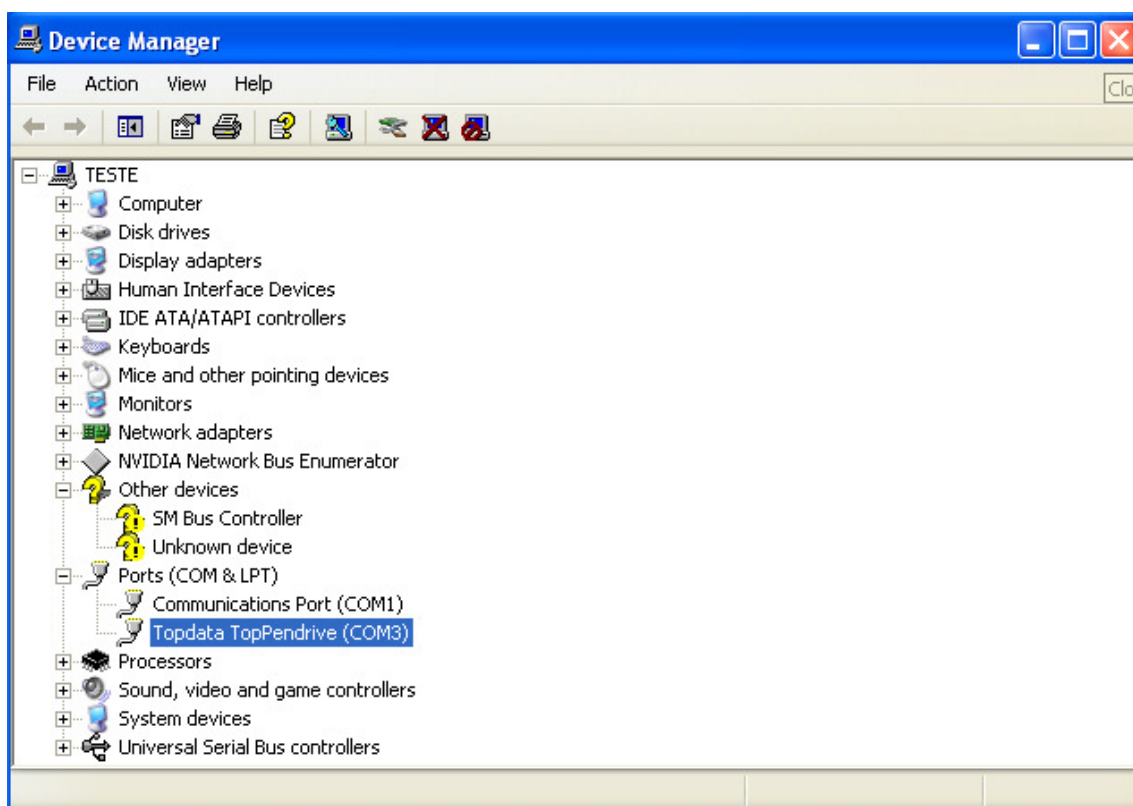 Device Manager
File Action View Help
Clo
TESTE
Computer
Disk drives
Display adapters
Human Interface Devices
IDE ATA/ATAPI controllers
Keyboards
Mice and other pointing devices
Monitors
Network adapters
NVIDIA Network Bus Enumerator
Other devices
SM Bus Controller
Unknown device
Ports (COM & LPT)
Communications Port (COM1)
Topdata TopPendrive (COM3)
Processors
Sound, video and game controllers
System devices
Universal Serial Bus controllers